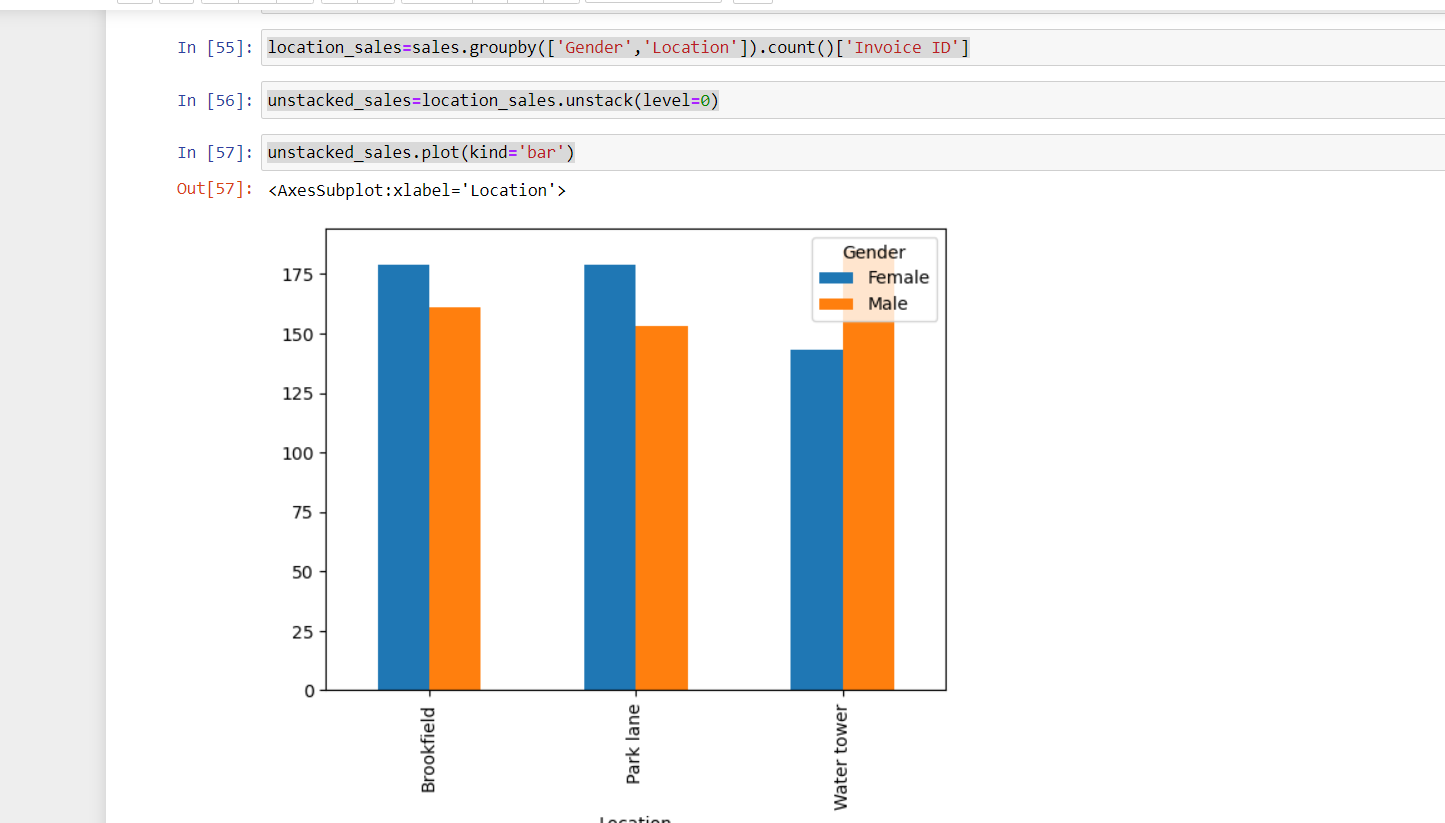 In [55]: location_sales=sales.groupby(['Gender','Location']).count()['Invoice ID']
In [56]: unstacked_sales=location_sales.unstack(level=0)
In [57]: unstacked_sales.plot(kind='bar')
Out[57]: <AxesSubplot:xlabel='Location'>
Gender
Female
Male
175
150
125
100
75
50
25
0
Brookfield
Park lane
Water tower
Location